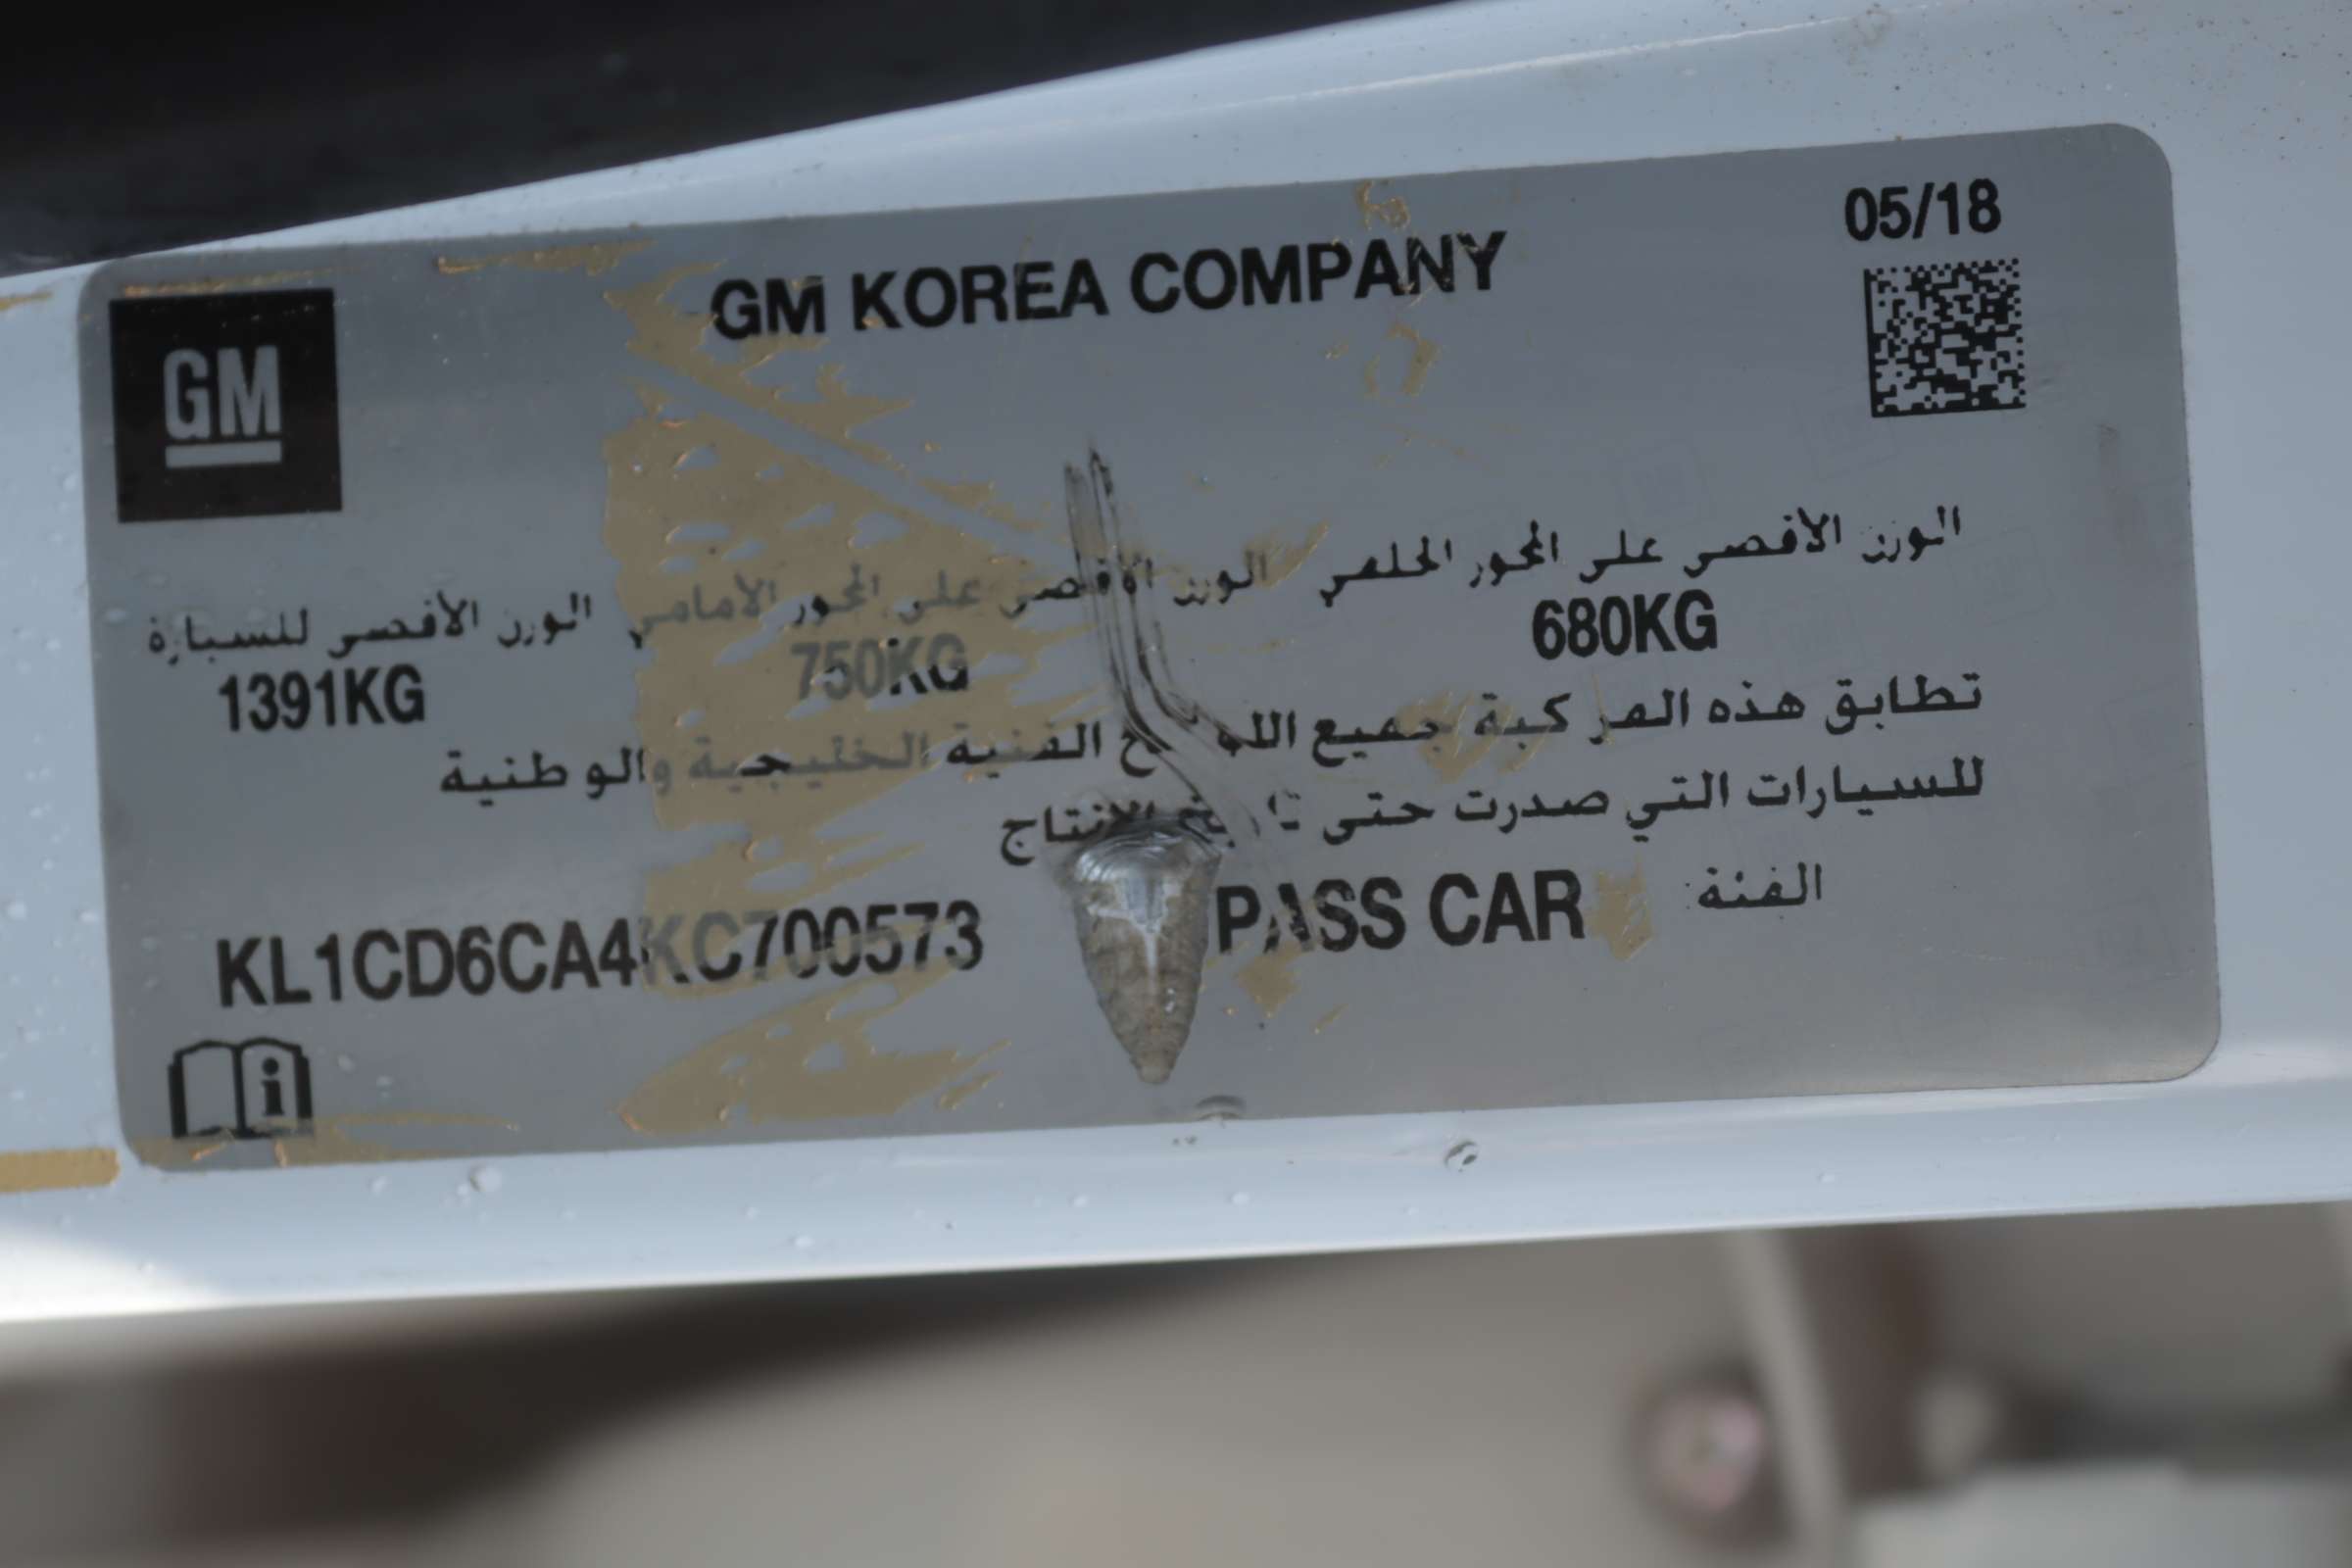 05/18
GM KOREA COMPANY
GM
الوزن الأقصى على المحور الخلفي الوزن الأقصى على المحور الأمامي الوزن الأقصى للسيارة
680KG 750KG 1391KG
تطابق هذه المركبة جميع اللوائح الفنية الخليجية والوطنية
للسيارات التي صدرت حتى تاريخ الإنتاج
الفئة: PASS CAR
KL1CD6CA4KC700573
i